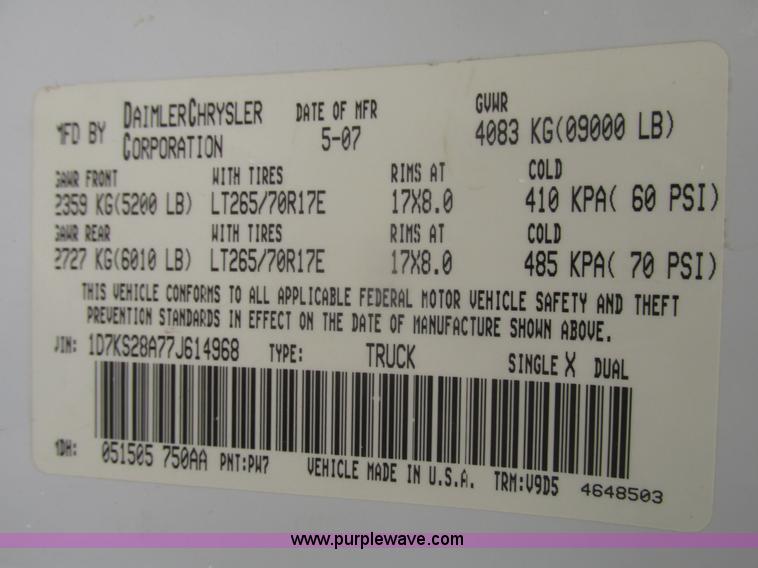 MFD BY DAIMLERCHRYSLER CORPORATION DATE OF MFR 5-07 GVWR 4083 KG(09000 LB)
GAWR FRONT WITH TIRES RIMS AT COLD
2359 KG(5200 LB) LT265/70R17E 17X8.0 410 KPA( 60 PSI)
GAWR REAR WITH TIRES RIMS AT COLD
2727 KG(6010 LB) LT265/70R17E 17X8.0 485 KPA( 70 PSI)
THIS VEHICLE CONFORMS TO ALL APPLICABLE FEDERAL MOTOR VEHICLE SAFETY AND THEFT
PREVENTION STANDARDS IN EFFECT ON THE DATE OF MANUFACTURE SHOWN ABOVE.
VIN: 1D7KS28A77J614968 TYPE: TRUCK SINGLE X DUAL
MDH: 051505 750AA PNT:PW7 VEHICLE MADE IN U.S.A. TRM:V9D5 4648503
www.purplewave.com